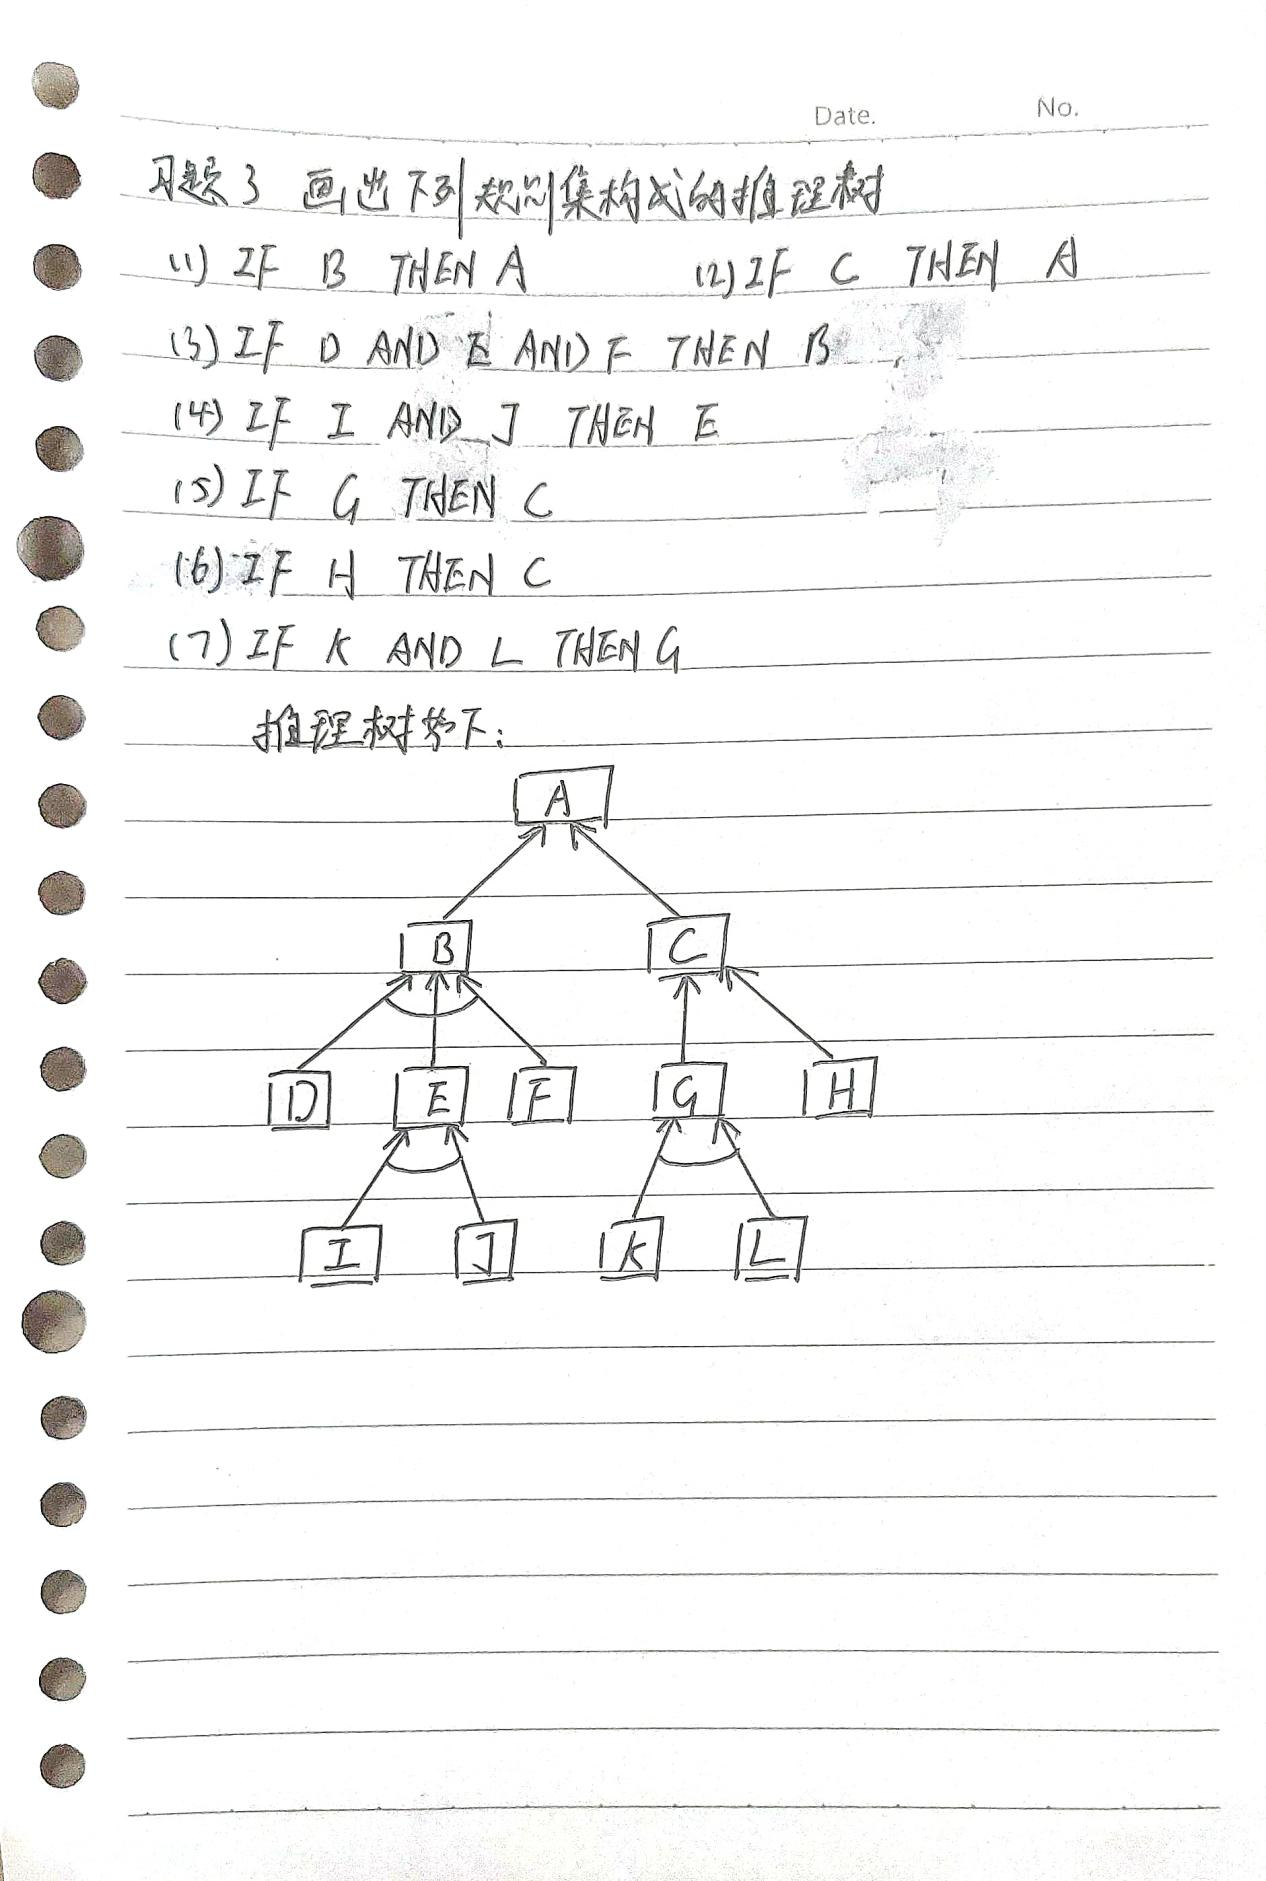 Date. No.
习题3 画出下列规则集构成的推理树
(1) IF B THEN A (2) IF C THEN A
(3) IF D AND E AND F THEN B
(4) IF I AND J THEN E
(5) IF G THEN C
(6) IF H THEN C
(7) IF K AND L THEN G
推理树如下:
A
B C
D E F G H
I J K L